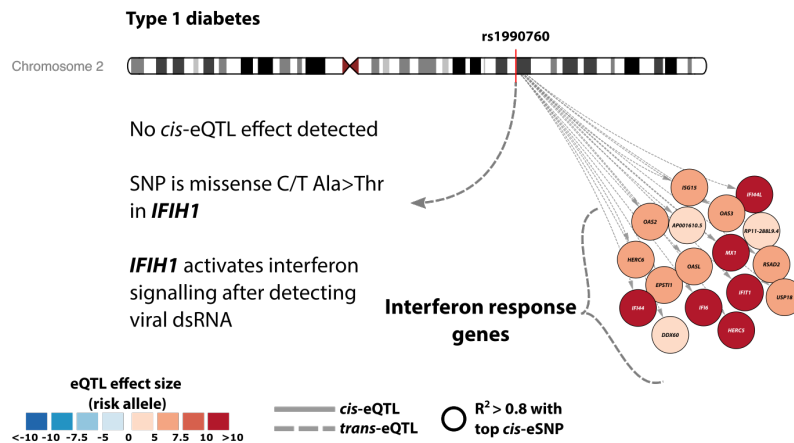 Type 1 diabetes
rs1990760
Chromosome 2
No cis-eQTL effect detected
SNP is missense C/T Ala>Thr
in IFIH1
IFIH1 activates interferon
signalling after detecting
viral dsRNA
Interferon response
genes
ISG15
IFI44L
OAS2
AP001610.5
OAS3
RP11-288L9.4
HERC6
OASL
MX1
RSAD2
EPSTI1
IFIT1
USP18
IFI44
IFI6
DDX60
HERC5
eQTL effect size
(risk allele)
<-10 -10 -7.5 -5 0 5 7.5 10 >10
cis-eQTL
trans-eQTL
R² > 0.8 with
top cis-eSNP